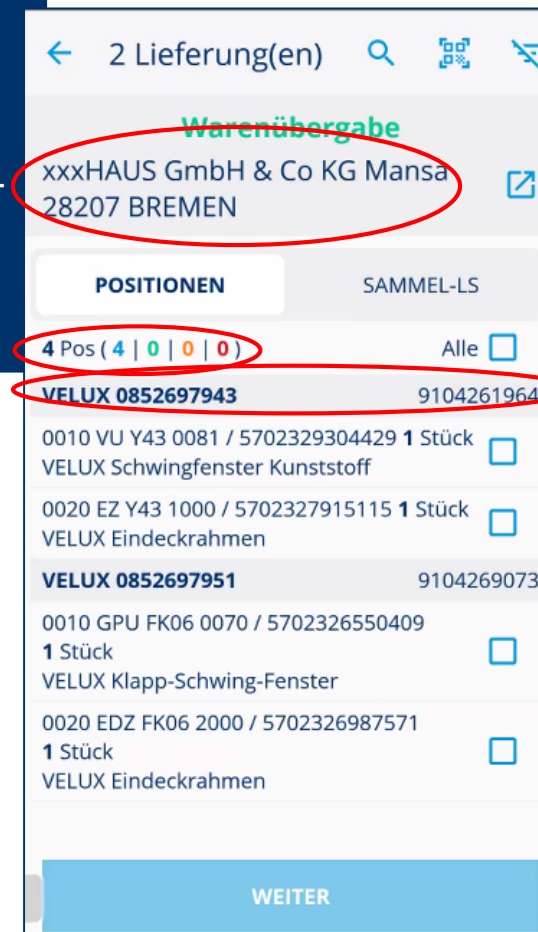 2 Lieferung(en)
Warenübergabe
xxxHAUS GmbH & Co KG Mansa
28207 BREMEN
POSITIONEN SAMMEL-LS
4 Pos ( 4 | 0 | 0 | 0 ) Alle
VELUX 0852697943 9104261964
0010 VU Y43 0081 / 5702329304429 1 Stück
VELUX Schwingfenster Kunststoff
0020 EZ Y43 1000 / 5702327915115 1 Stück
VELUX Eindeckrahmen
VELUX 0852697951 9104269073
0010 GPU FK06 0070 / 5702326550409
1 Stück
VELUX Klapp-Schwing-Fenster
0020 EDZ FK06 2000 / 5702326987571
1 Stück
VELUX Eindeckrahmen
WEITER